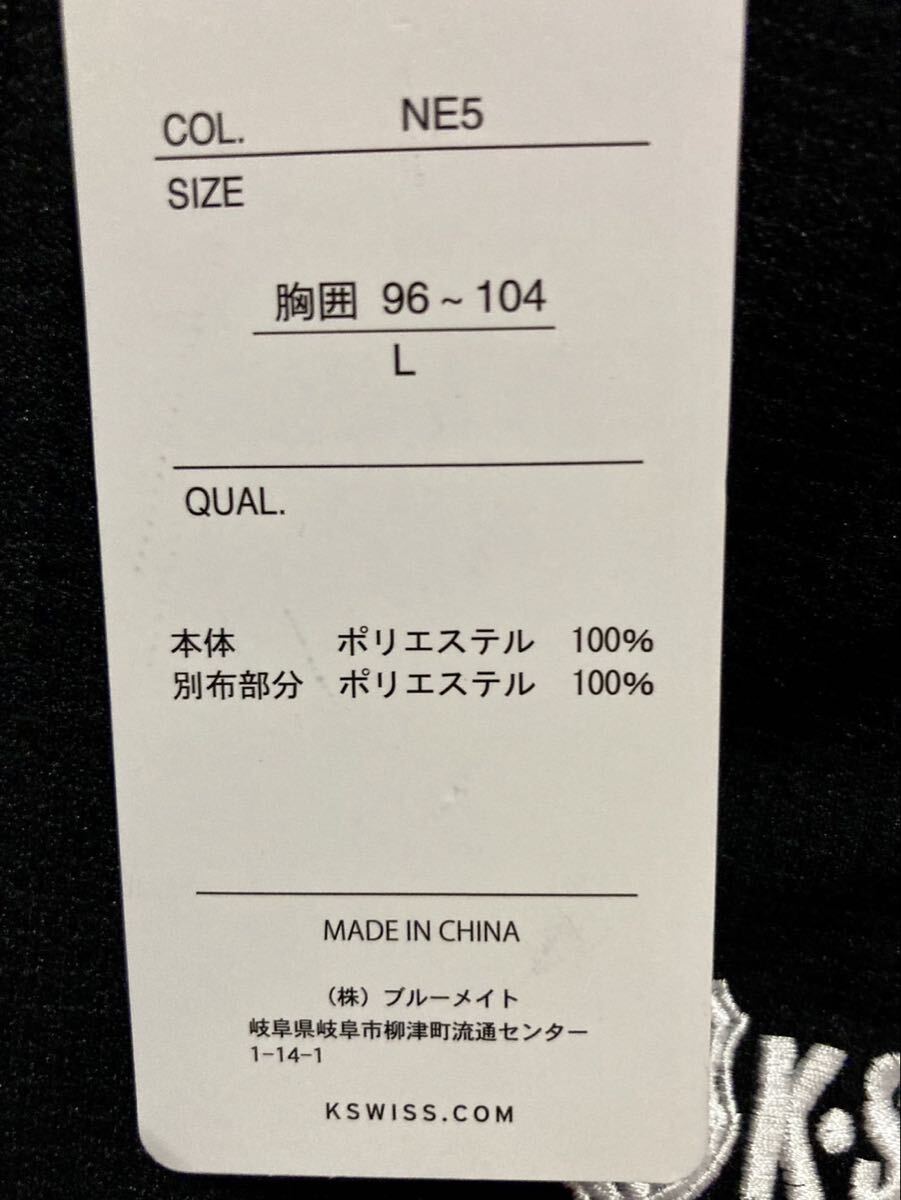 COL. NE5
SIZE
胸囲 96~104
L
QUAL.
本体 ポリエステル 100%
別布部分 ポリエステル 100%
MADE IN CHINA
(株)ブルーメイト
岐阜県岐阜市柳津町流通センター
1-14-1
KSWISS.COM
K·S